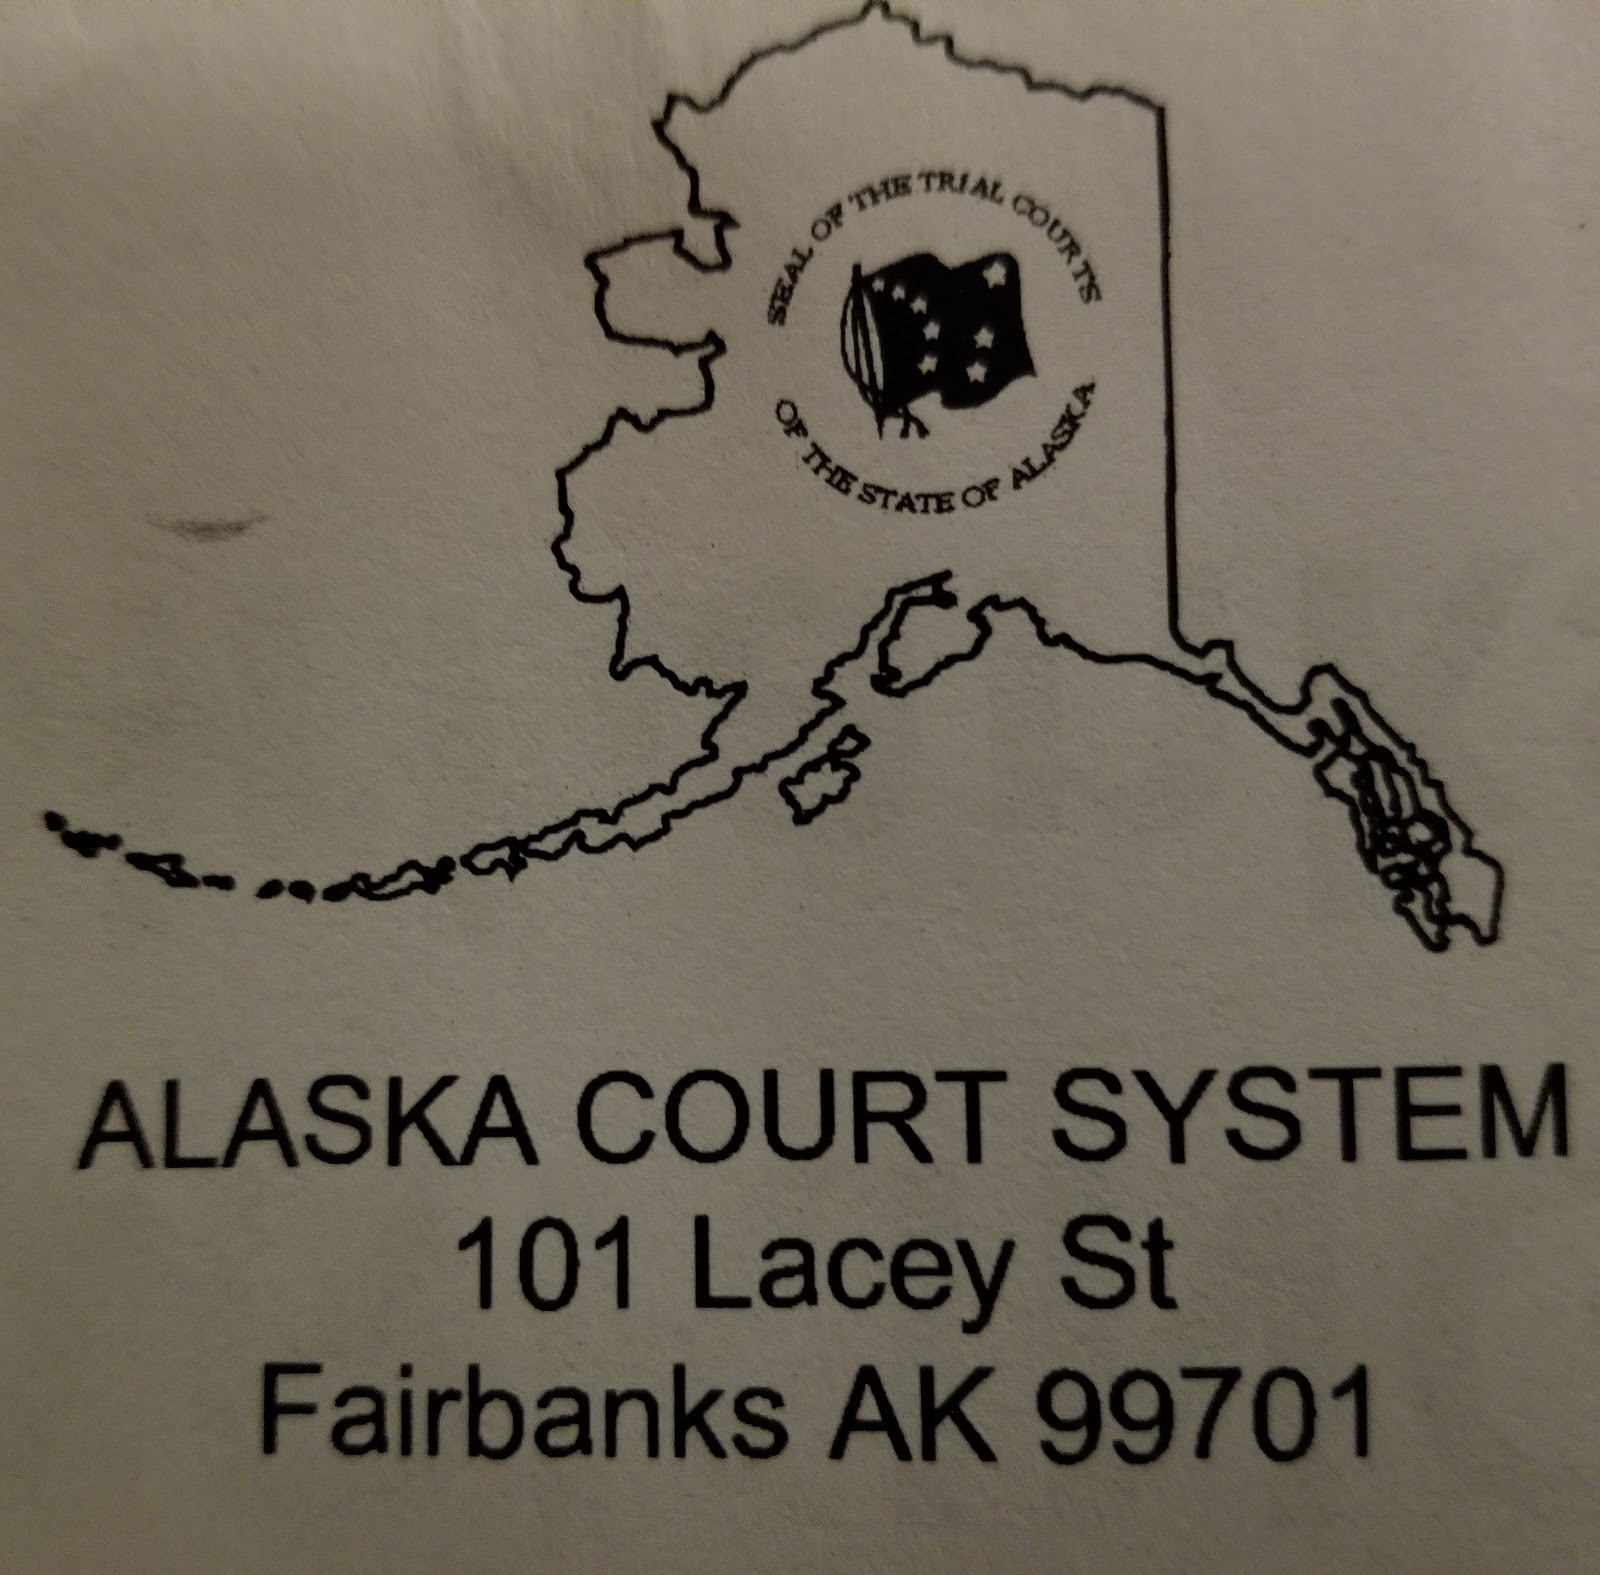 SEAL OF THE TRIAL COURTS
OF THE STATE OF ALASKA
ALASKA COURT SYSTEM
101 Lacey St
Fairbanks AK 99701